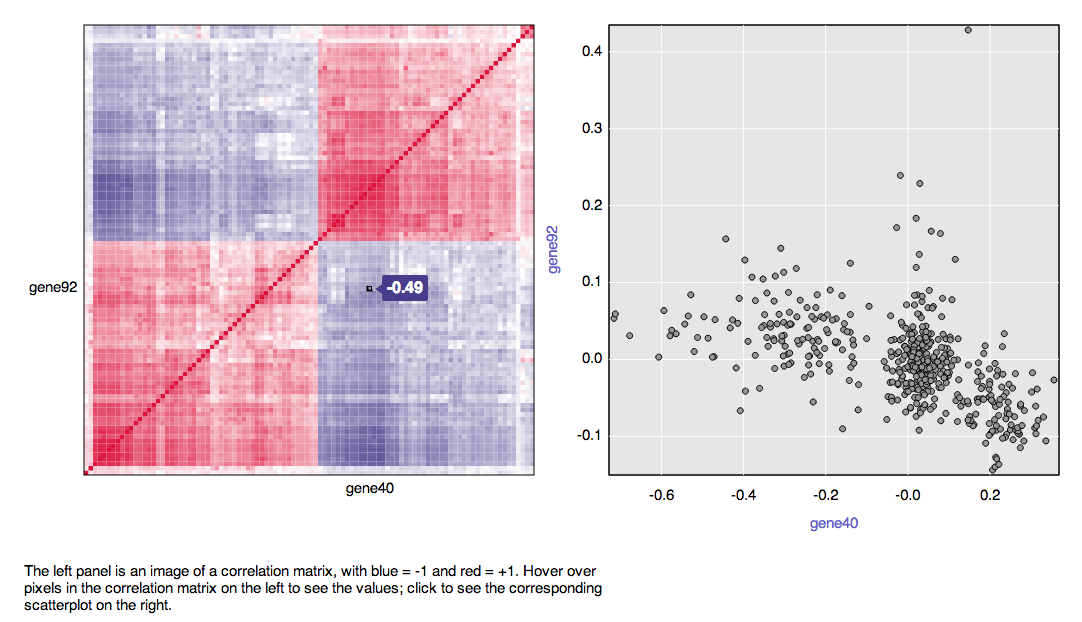 gene92
-0.49
gene40
0.4
0.3
0.2
0.1
0.0
-0.1
gene92
-0.6
-0.4
-0.2
-0.0
0.2
gene40
The left panel is an image of a correlation matrix, with blue = -1 and red = +1. Hover over
pixels in the correlation matrix on the left to see the values; click to see the corresponding
scatterplot on the right.